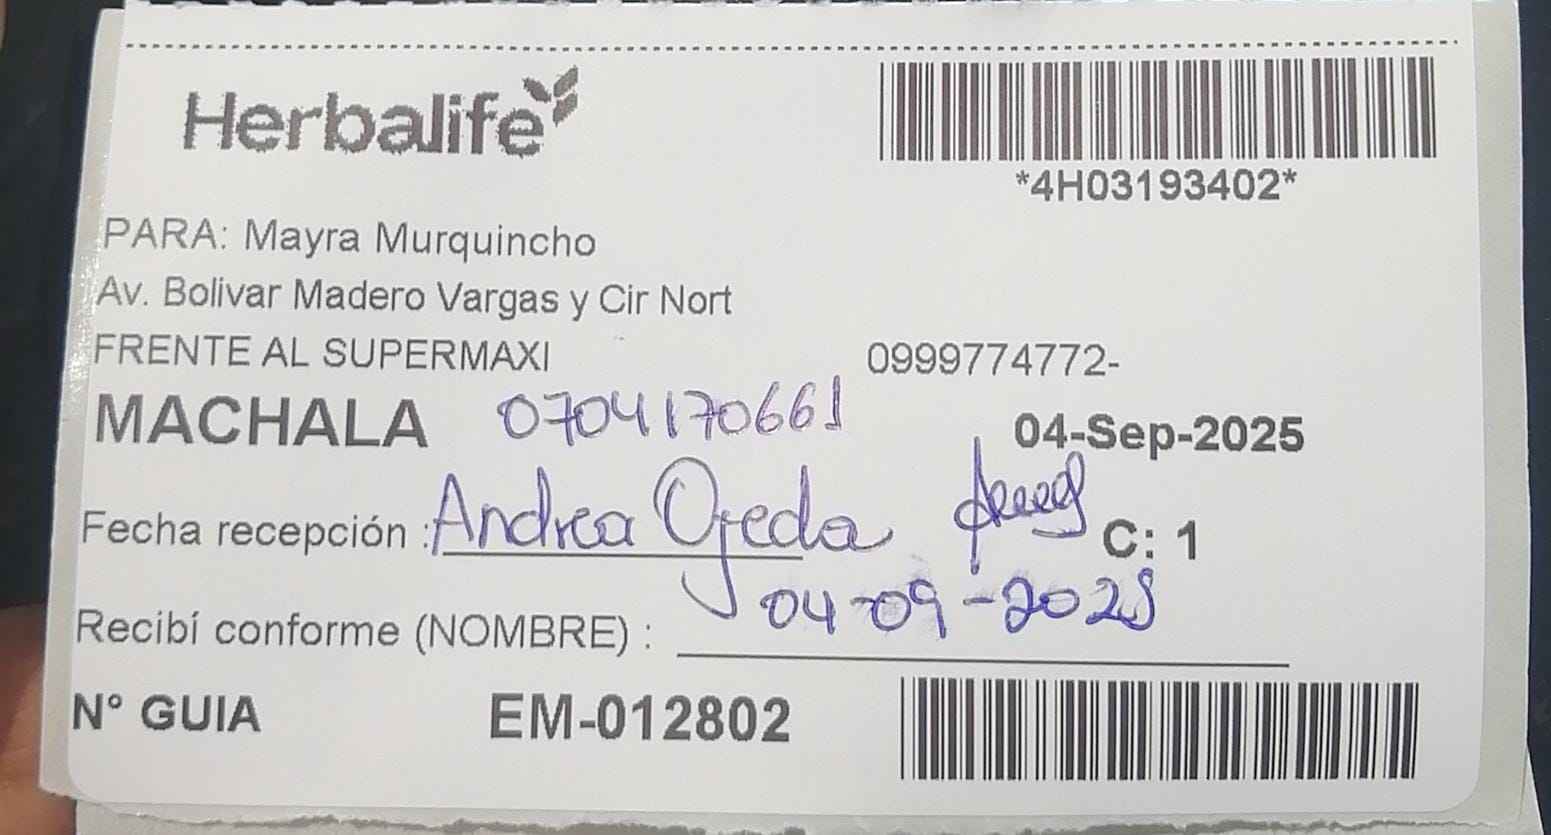 Herbalife
*4H03193402*
PARA: Mayra Murquincho
Av. Bolivar Madero Vargas y Cir Nort
FRENTE AL SUPERMAXI 0999774772-
MACHALA 0704170661 04-Sep-2025
Fecha recepción : Andrea Ojeda C: 1
04-09-2025
Recibí conforme (NOMBRE) :
N° GUIA EM-012802